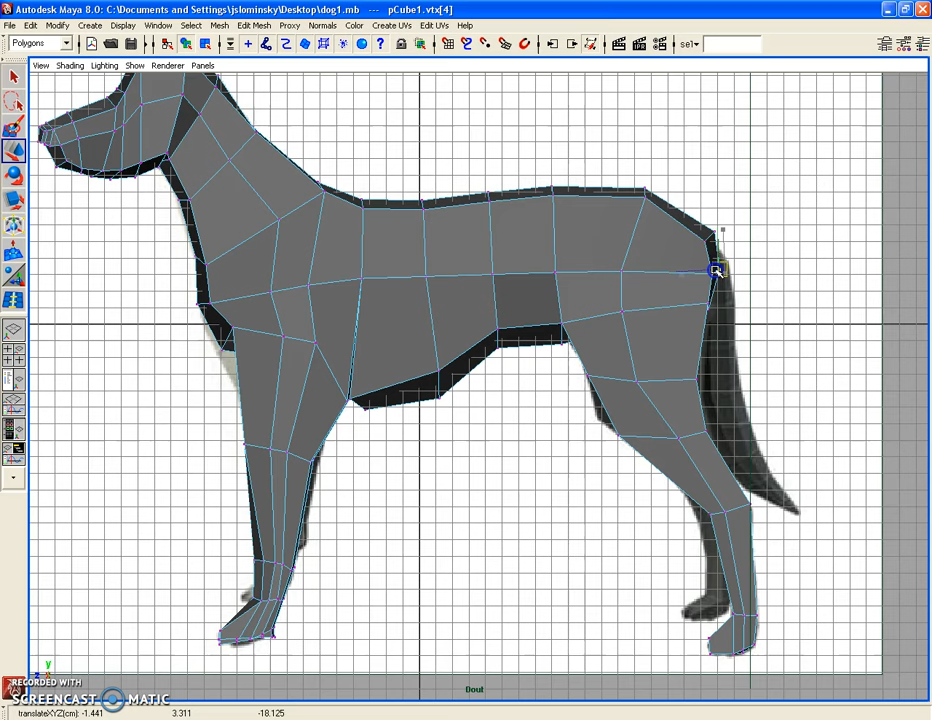 Autodesk Maya 8.0: C:\Documents and Settings\jslominsky\Desktop\dog1.mb --- pCube1.vtx[4]
File Edit Modify Create Display Window Select Mesh Edit Mesh Proxy Normals Color Create UVs Edit UVs Help
Polygons
sel
View Shading Lighting Show Renderer Panels
y
Dout
RECORDED WITH
SCREENCAST MATIC
translateXYZ(cm): -1.441 3.311 -18.125